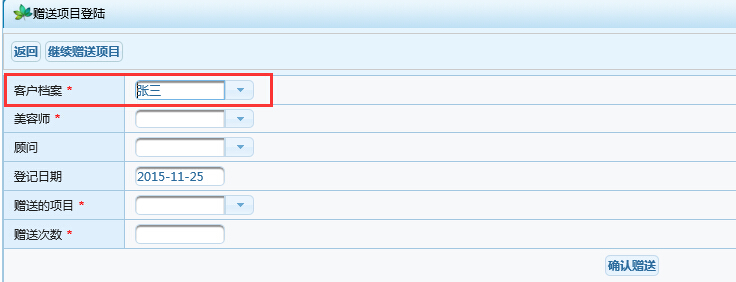 赠送项目登陆
返回 继续赠送项目
客户档案 * 张三
美容师 *
顾问
登记日期 2015-11-25
赠送的项目 *
赠送次数 *
确认赠送